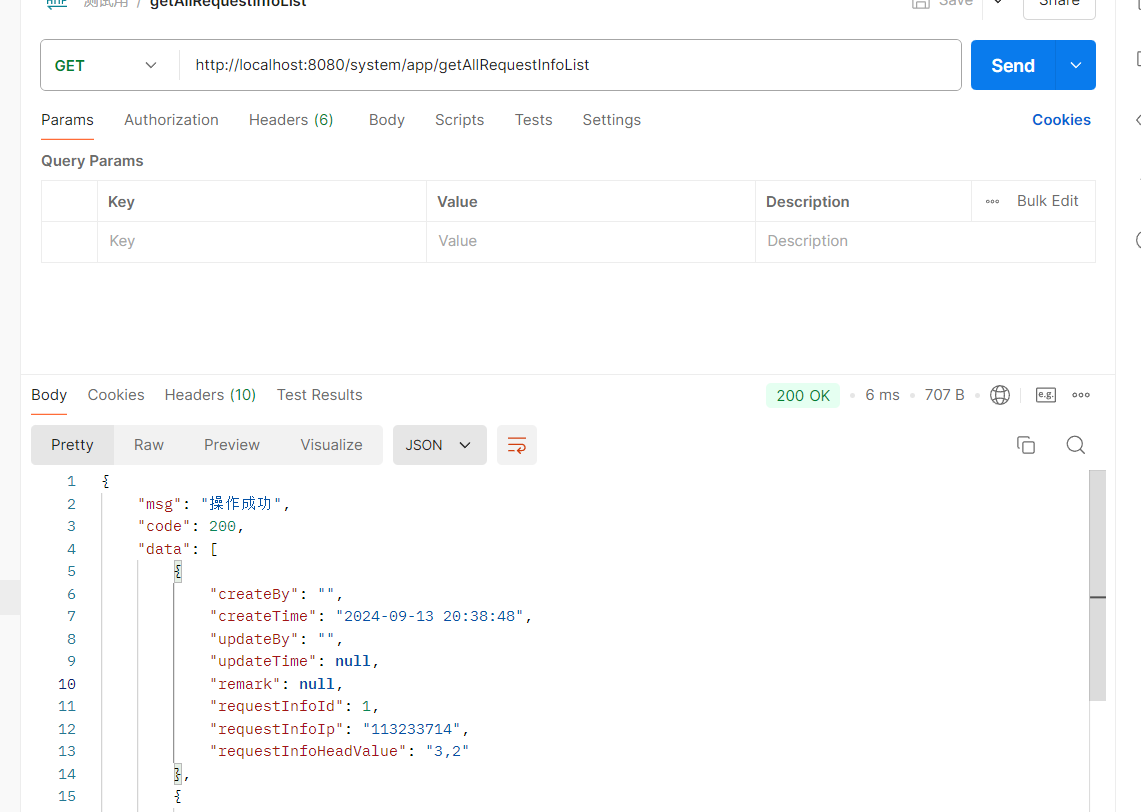 HTTP 测试用 / getAllRequestInfoList Save Share
GET http://localhost:8080/system/app/getAllRequestInfoList Send
Params Authorization Headers (6) Body Scripts Tests Settings Cookies
Query Params
Key Value Description Bulk Edit
Key Value Description
Body Cookies Headers (10) Test Results 200 OK 6 ms 707 B e.g.
Pretty Raw Preview Visualize JSON
1 {
2 "msg": "操作成功",
3 "code": 200,
4 "data": [
5 {
6 "createBy": "",
7 "createTime": "2024-09-13 20:38:48",
8 "updateBy": "",
9 "updateTime": null,
10 "remark": null,
11 "requestInfoId": 1,
12 "requestInfoIp": "113233714",
13 "requestInfoHeadValue": "3,2"
14 },
15 {